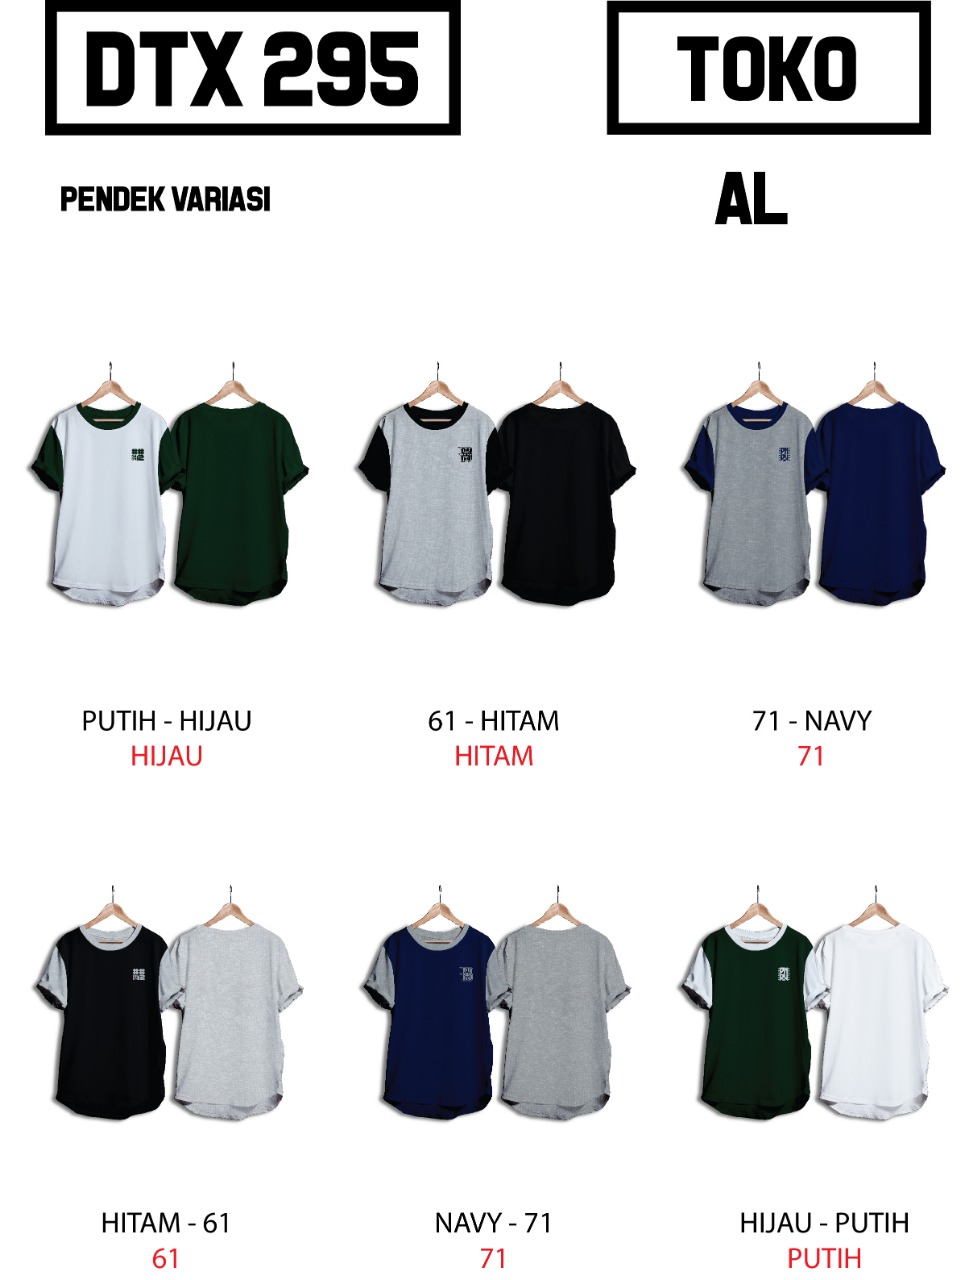 DTX 295
TOKO
PENDEK VARIASI
AL
PUTIH - HIJAU
HIJAU
61 - HITAM
HITAM
71 - NAVY
71
HITAM - 61
61
NAVY - 71
71
HIJAU - PUTIH
PUTIH